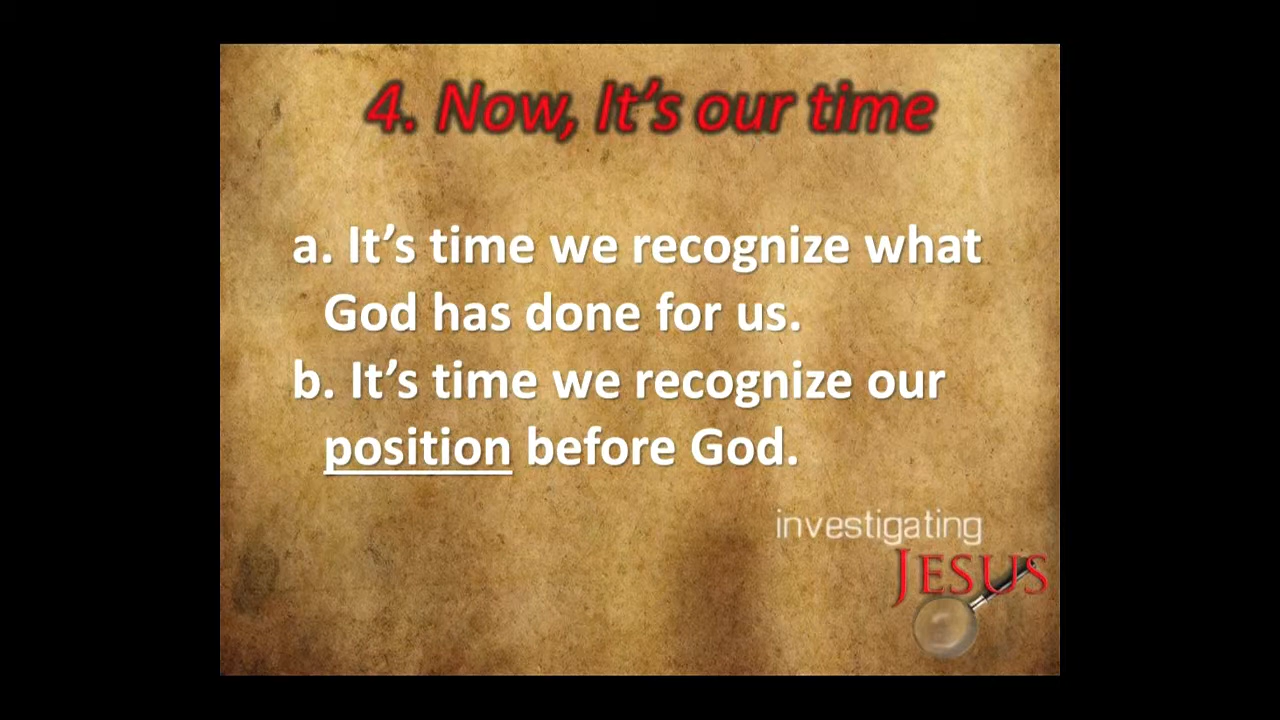 4. Now, It’s our time
a. It’s time we recognize what
God has done for us.
b. It’s time we recognize our
position before God.
investigating
JESUS